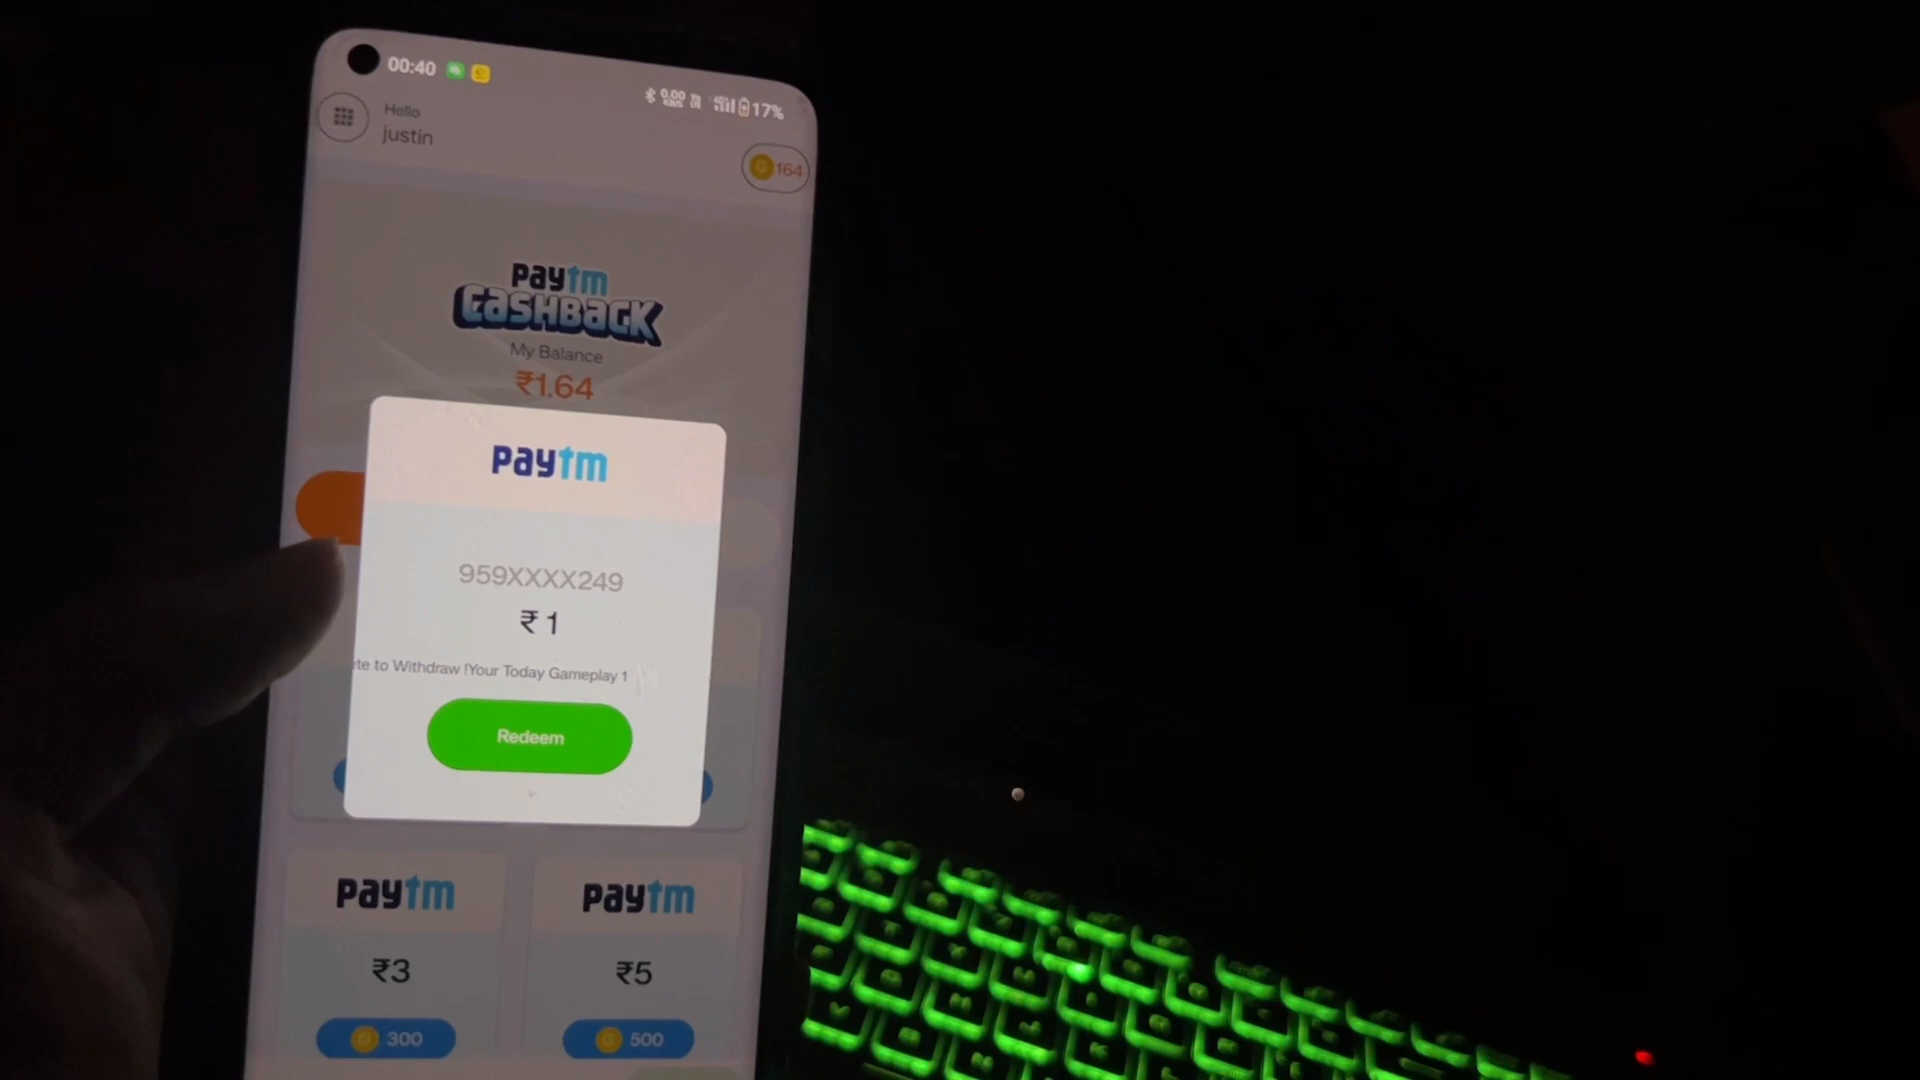 00:40
0.00
17%
Hello
justin
164
paytm
CASHBACK
My Balance
₹1.64
paytm
959XXXX249
₹ 1
ete to Withdraw !Your Today Gameplay 1
Redeem
paytm
paytm
₹3
₹5
300
500